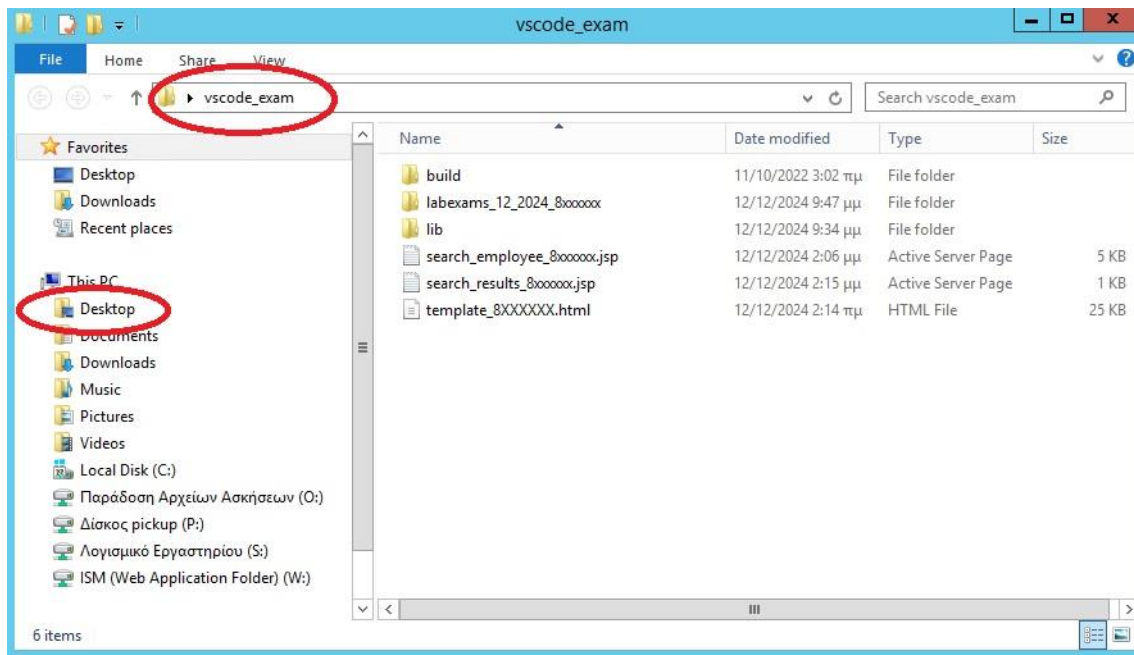 vscode_exam
File Home Share View
vscode_exam
Search vscode_exam
Favorites
Desktop
Downloads
Recent places
This PC
Desktop
Documents
Downloads
Music
Pictures
Videos
Local Disk (C:)
Παράδοση Αρχείων Ασκήσεων (O:)
Δίσκος pickup (P:)
Λογισμικό Εργαστηρίου (S:)
ISM (Web Application Folder) (W:)
Name Date modified Type Size
build 11/10/2022 3:02 πμ File folder
labexams_12_2024_8xxxxxx 12/12/2024 9:47 μμ File folder
lib 12/12/2024 9:34 μμ File folder
search_employee_8xxxxxx.jsp 12/12/2024 2:06 μμ Active Server Page 5 KB
search_results_8xxxxxx.jsp 12/12/2024 2:15 μμ Active Server Page 1 KB
template_8XXXXXX.html 12/12/2024 2:14 πμ HTML File 25 KB
6 items